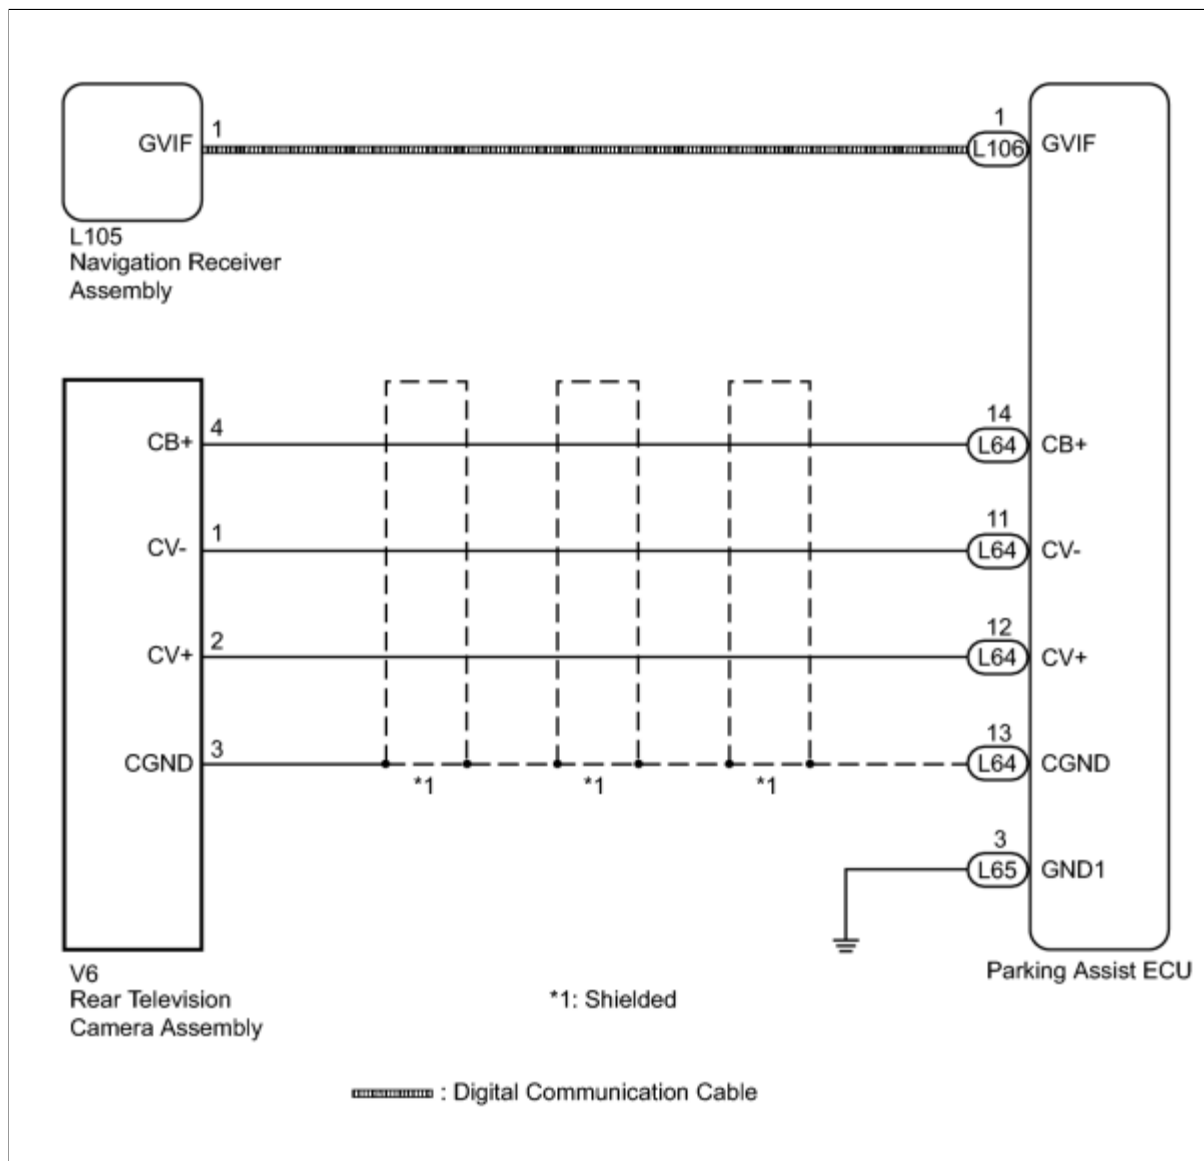 GVIF
1
1
L106
GVIF
L105
Navigation Receiver
Assembly
CB+
4
14
L64
CB+
CV-
1
11
L64
CV-
CV+
2
12
L64
CV+
CGND
3
13
L64
CGND
*1
*1
*1
3
L65
GND1
V6
Rear Television
Camera Assembly
*1: Shielded
Parking Assist ECU
: Digital Communication Cable